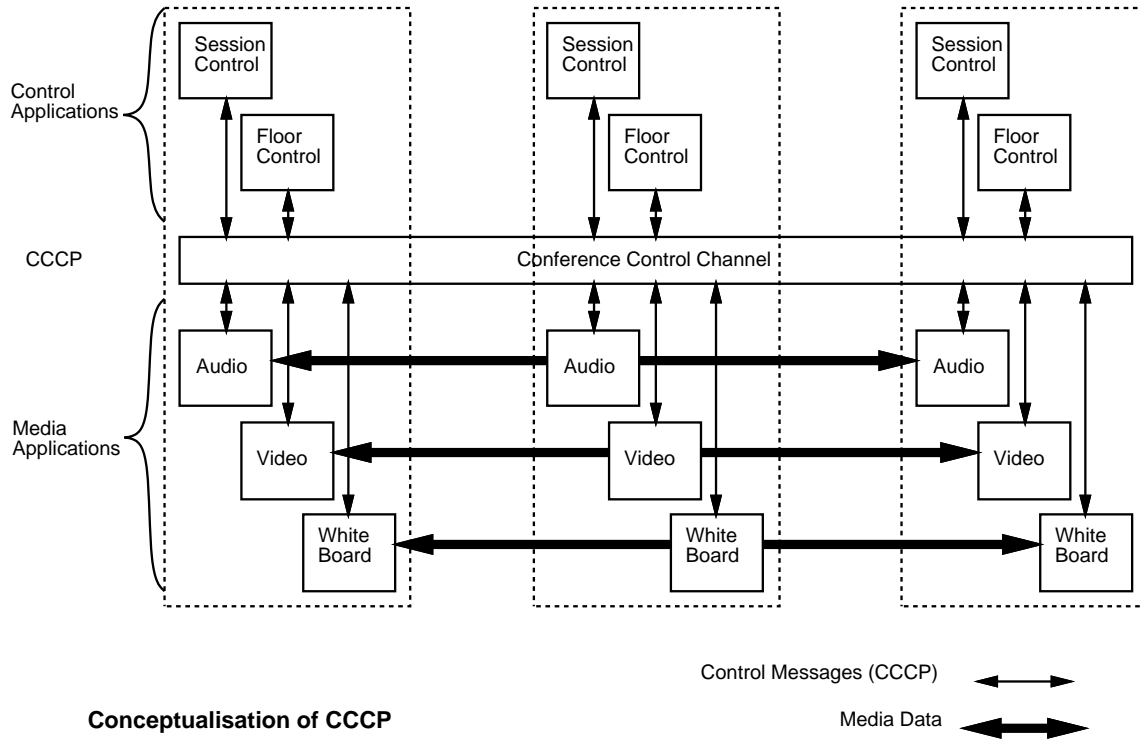 Session
Control
Session
Control
Session
Control
Control
Applications
Floor
Control
Floor
Control
Floor
Control
CCCP
Conference Control Channel
Audio
Audio
Audio
Media
Applications
Video
Video
Video
White
Board
White
Board
White
Board
Control Messages (CCCP)
Conceptualisation of CCCP
Media Data